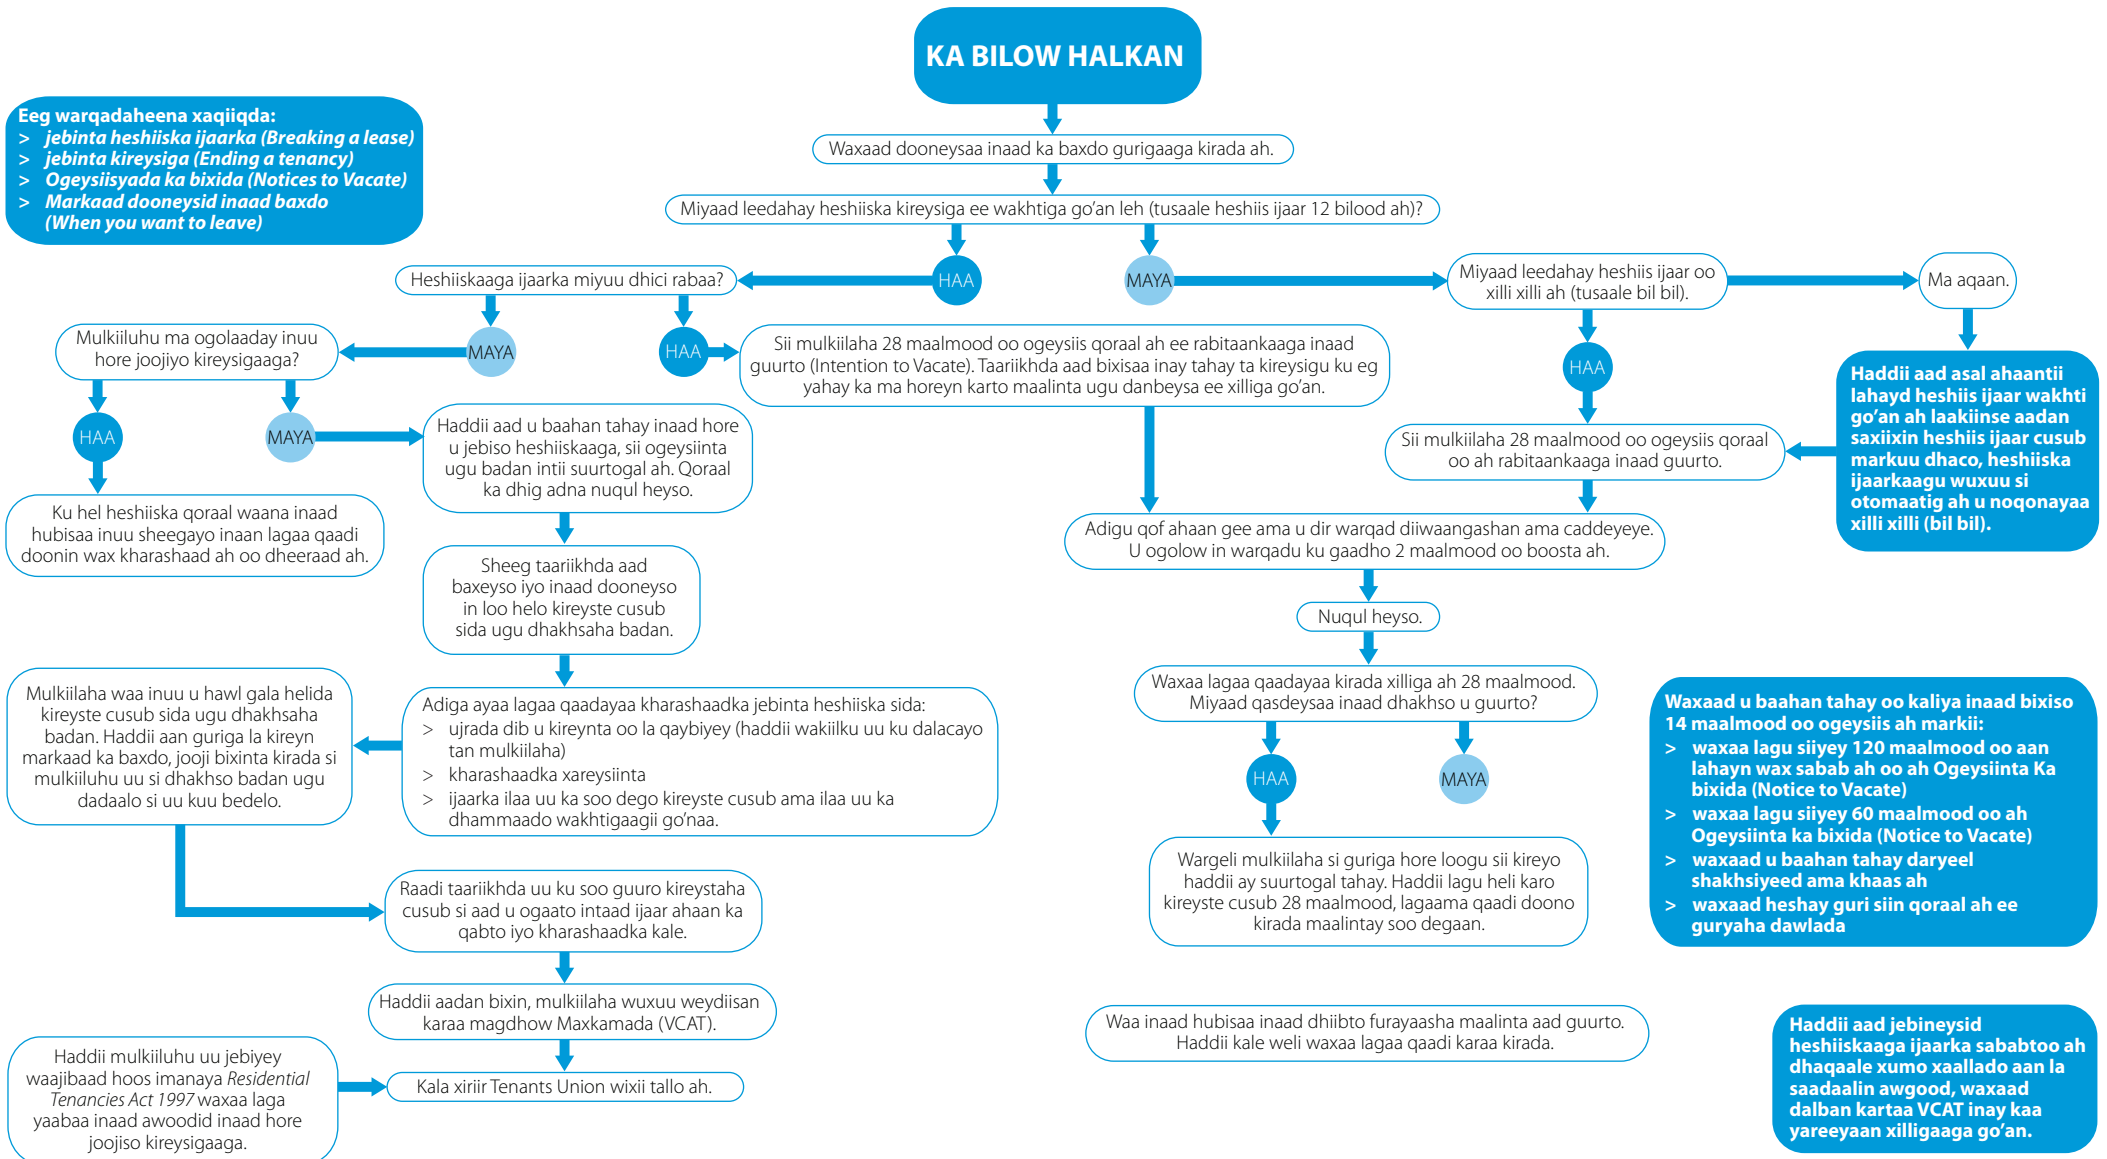 KA BILOW HALKAN
Eeg warqadaheena xaqiiqda:
> jebinta heshiiska ijaarka (Breaking a lease)
> jebinta kireysiga (Ending a tenancy)
> Ogeysiisyada ka bixida (Notices to Vacate)
> Markaad dooneysid inaad baxdo
(When you want to leave)
Waxaad dooneysaa inaad ka baxdo gurigaaga kirada ah.
Miyaad leedahay heshiiska kireysiga ee wakhtiga go'an leh (tusaale heshiis ijaar 12 bilood ah)?
HAA
MAYA
Heshiiskaaga ijaarka miyuu dhici rabaa?
Miyaad leedahay heshiis ijaar oo
xilli xilli ah (tusaale bil bil).
Ma aqaan.
MAYA
HAA
HAA
Mulkiiluhu ma ogolaaday inuu
hore joojiyo kireysigaaga?
Sii mulkiilaha 28 maalmood oo ogeysiis qoraal ah ee rabitaankaaga inaad
guurto (Intention to Vacate). Taariikhda aad bixisaa inay tahay ta kireysigu ku eg
yahay ka ma horeyn karto maalinta ugu danbeysa ee xilliga go'an.
Haddii aad asal ahaantii
lahayd heshiis ijaar wakhti
go'an ah laakiinse aadan
saxiixin heshiis ijaar cusub
markuu dhaco, heshiiska
ijaarkaagu wuxuu si
otomaatig ah u noqonayaa
xilli xilli (bil bil).
HAA
MAYA
Haddii aad u baahan tahay inaad hore
u jebiso heshiiskaaga, sii ogeysiinta
ugu badan intii suurtogal ah. Qoraal
ka dhig adna nuqul heyso.
Sii mulkiilaha 28 maalmood oo ogeysiis qoraal
oo ah rabitaankaaga inaad guurto.
Ku hel heshiiska qoraal waana inaad
hubisaa inuu sheegayo inaan lagaa qaadi
doonin wax kharashaad ah oo dheeraad ah.
Adigu qof ahaan gee ama u dir warqad diiwaangashan ama caddeyeye.
U ogolow in warqadu ku gaadho 2 maalmood oo boosta ah.
Sheeg taariikhda aad
baxeyso iyo inaad dooneyso
in loo helo kireyste cusub
sida ugu dhakhsaha badan.
Nuqul heyso.
Mulkiilaha waa inuu u hawl gala helida
kireyste cusub sida ugu dhakhsaha
badan. Haddii aan guriga la kireyn
markaad ka baxdo, jooji bixinta kirada si
mulkiiluhu uu si dhakhso badan ugu
dadaalo si uu kuu bedelo.
Adiga ayaa lagaa qaadayaa kharashaadka jebinta heshiiska sida:
> ujrada dib u kireynta oo la qaybiyey (haddii wakiilku uu ku dalacayo
tan mulkiilaha)
> kharashaadka xareysiinta
> ijaarka ilaa uu ka soo dego kireyste cusub ama ilaa uu ka
dhammaado wakhtigaagii go'naa.
Waxaa lagaa qaadayaa kirada xilliga ah 28 maalmood.
Miyaad qasdeysaa inaad dhakhso u guurto?
HAA
MAYA
Waxaad u baahan tahay oo kaliya inaad bixiso
14 maalmood oo ogeysiis ah markii:
> waxaa lagu siiyey 120 maalmood oo aan
lahayn wax sabab ah oo ah Ogeysiinta Ka
bixida (Notice to Vacate)
> waxaa lagu siiyey 60 maalmood oo ah
Ogeysiinta ka bixida (Notice to Vacate)
> waxaad u baahan tahay daryeel
shakhsiyeed ama khaas ah
> waxaad heshay guri siin qoraal ah ee
guryaha dawlada
Wargeli mulkiilaha si guriga hore loogu sii kireyo
haddii ay suurtogal tahay. Haddii lagu heli karo
kireyste cusub 28 maalmood, lagaama qaadi doono
kirada maalintay soo degaan.
Raadi taariikhda uu ku soo guuro kireystaha
cusub si aad u ogaato intaad ijaar ahaan ka
qabto iyo kharashaadka kale.
Haddii aadan bixin, mulkiilaha wuxuu weydiisan
karaa magdhow Maxkamada (VCAT).
Waa inaad hubisaa inaad dhiibto furayaasha maalinta aad guurto.
Haddii kale weli waxaa lagaa qaadi karaa kirada.
Haddii aad jebineysid
heshiiskaaga ijaarka sababtoo ah
dhaqaale xumo xaallado aan la
saadaalin awgood, waxaad
dalban kartaa VCAT inay kaa
yareeyaan xilligaaga go'an.
Haddii mulkiiluhu uu jebiyey
waajibaad hoos imanaya Residential
Tenancies Act 1997 waxaa laga
yaabaa inaad awoodid inaad hore
joojiso kireysigaaga.
Kala xiriir Tenants Union wixii tallo ah.